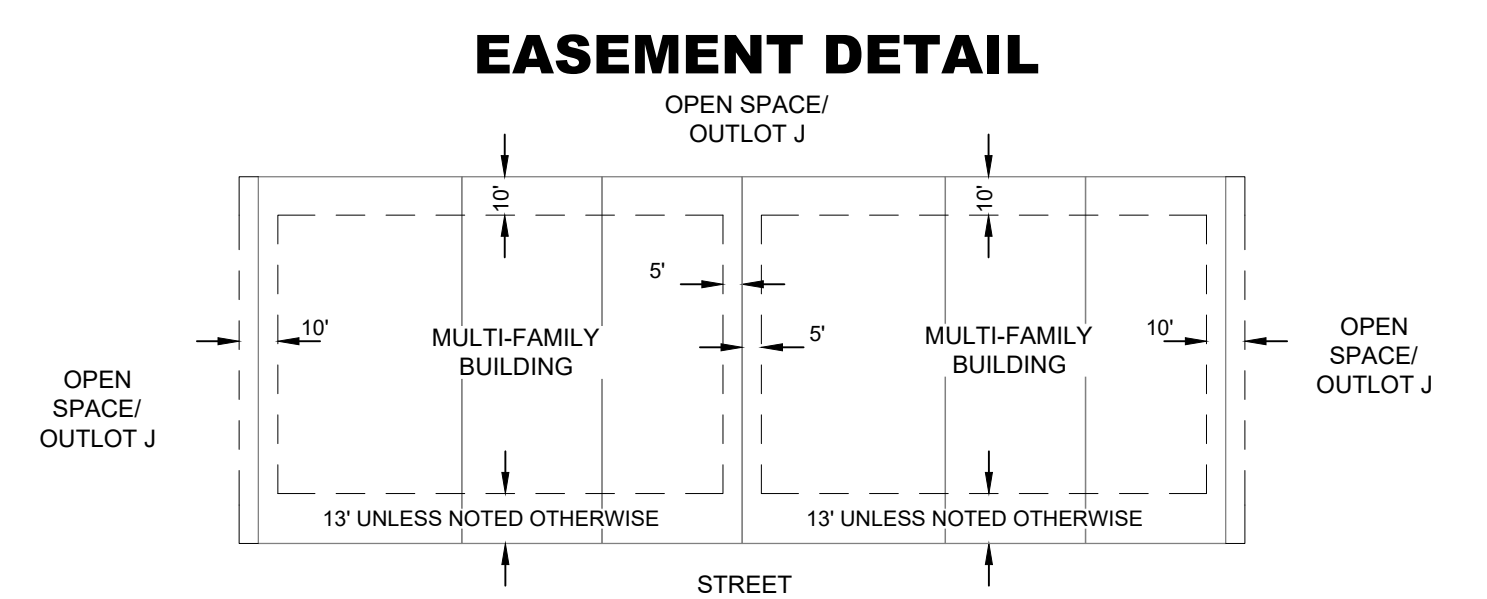 EASEMENT DETAIL
OPEN SPACE/
OUTLOT J
10'
10'
5'
10'
MULTI-FAMILY
BUILDING
5'
MULTI-FAMILY
BUILDING
10'
OPEN
SPACE/
OUTLOT J
OPEN
SPACE/
OUTLOT J
13' UNLESS NOTED OTHERWISE
13' UNLESS NOTED OTHERWISE
STREET